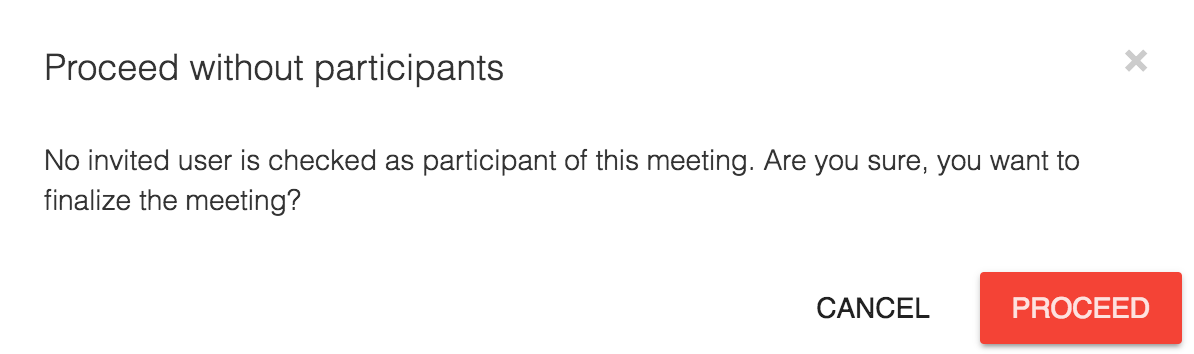 Proceed without participants
No invited user is checked as participant of this meeting. Are you sure, you want to
finalize the meeting?
CANCEL
PROCEED